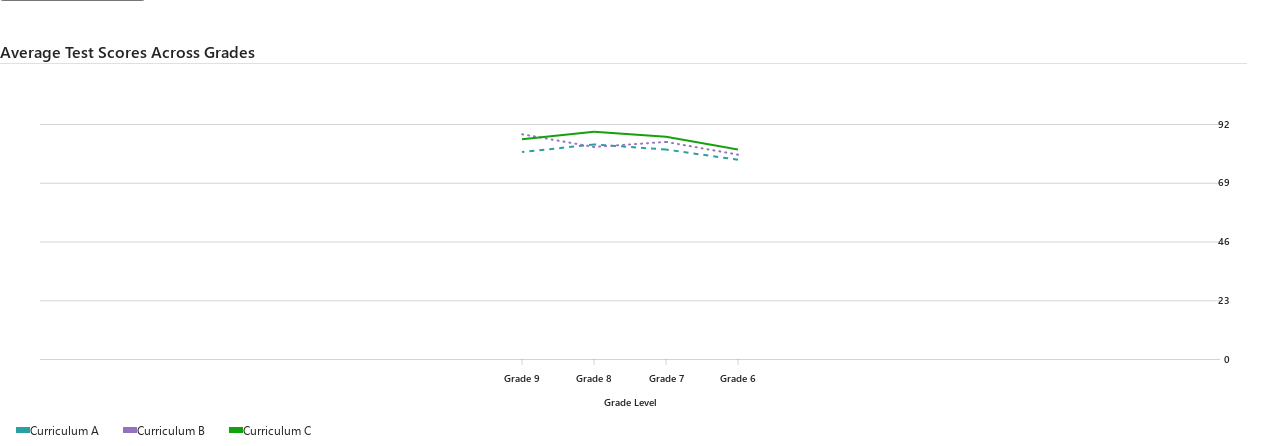 Average Test Scores Across Grades
92
69
46
23
0
Grade 9 Grade 8 Grade 7 Grade 6
Grade Level
Curriculum A Curriculum B Curriculum C